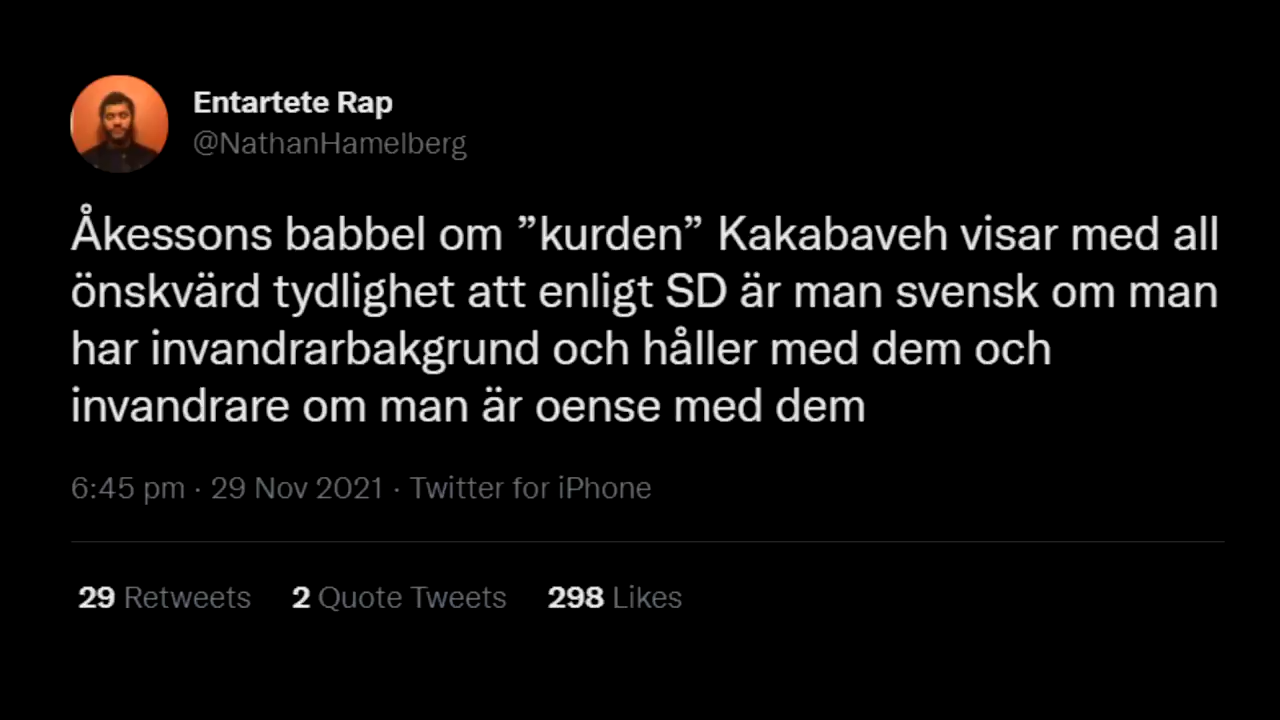 Entartete Rap
@NathanHamelberg
Åkessons babbel om ”kurden” Kakabaveh visar med all
önskvärd tydlighet att enligt SD är man svensk om man
har invandrarbakgrund och håller med dem och
invandrare om man är oense med dem
6:45 pm · 29 Nov 2021 · Twitter for iPhone
29 Retweets 2 Quote Tweets 298 Likes